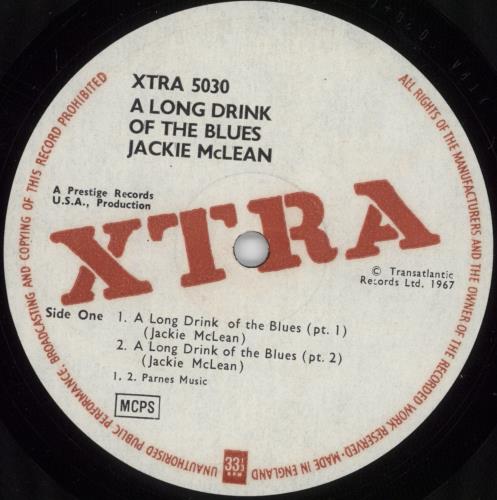 XTRA 5030
A LONG DRINK
OF THE BLUES
JACKIE McLEAN
A Prestige Records
U.S.A., Production
XTRA
© Transatlantic
Records Ltd. 1967
Side One
1. A Long Drink of the Blues (pt. 1)
(Jackie McLean)
2. A Long Drink of the Blues (pt. 2)
(Jackie McLean)
1, 2. Parnes Music
MCPS
33⅓
RPM
ALL RIGHTS OF THE MANUFACTURERS AND THE OWNER OF THE RECORDED WORK RESERVED-MADE IN ENGLAND
UNAUTHORISED PUBLIC PERFORMANCE, BROADCASTING AND COPYING OF THIS RECORD PROHIBITED